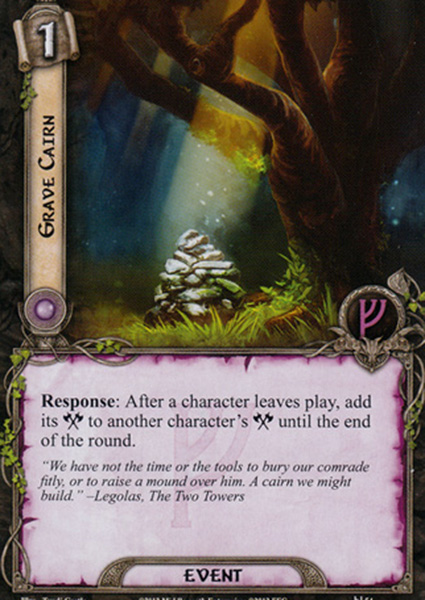 1
GRAVE CAIRN
Response: After a character leaves play, add
its to another character's until the end
of the round.
"We have not the time or the tools to bury our comrade
fitly, or to raise a mound over him. A cairn we might
build." –Legolas, The Two Towers
EVENT